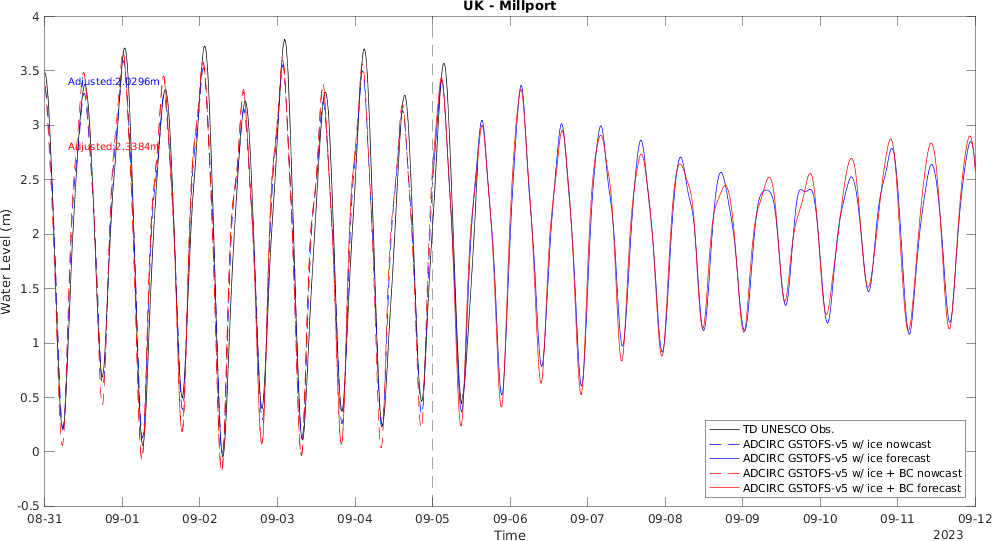 UK - Millport
4
3.5
3
2.5
2
1.5
1
0.5
0
-0.5
Water Level (m)
Adjusted:2.0296m
Adjusted:2.3384m
TD UNESCO Obs.
ADCIRC GSTOFS-v5 w/ ice nowcast
ADCIRC GSTOFS-v5 w/ ice forecast
ADCIRC GSTOFS-v5 w/ ice + BC nowcast
ADCIRC GSTOFS-v5 w/ ice + BC forecast
08-31 09-01 09-02 09-03 09-04 09-05 09-06 09-07 09-08 09-09 09-10 09-11 09-12
Time
2023